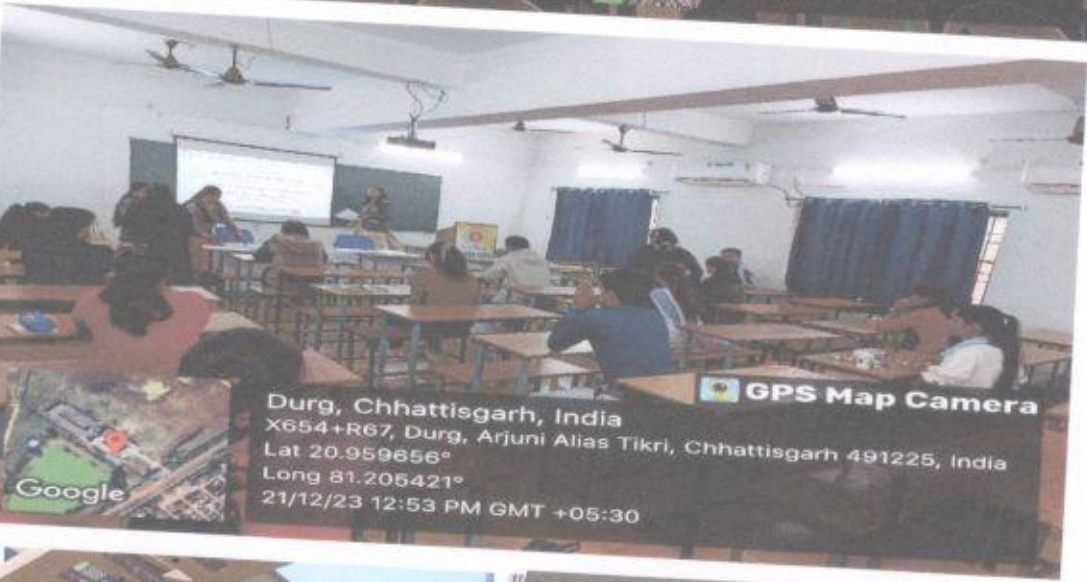 GPS Map Camera
Durg, Chhattisgarh, India
X654+R67, Durg, Arjuni Alias Tikri, Chhattisgarh 491225, India
Lat 20.959656°
Long 81.205421°
21/12/23 12:53 PM GMT +05:30
Google